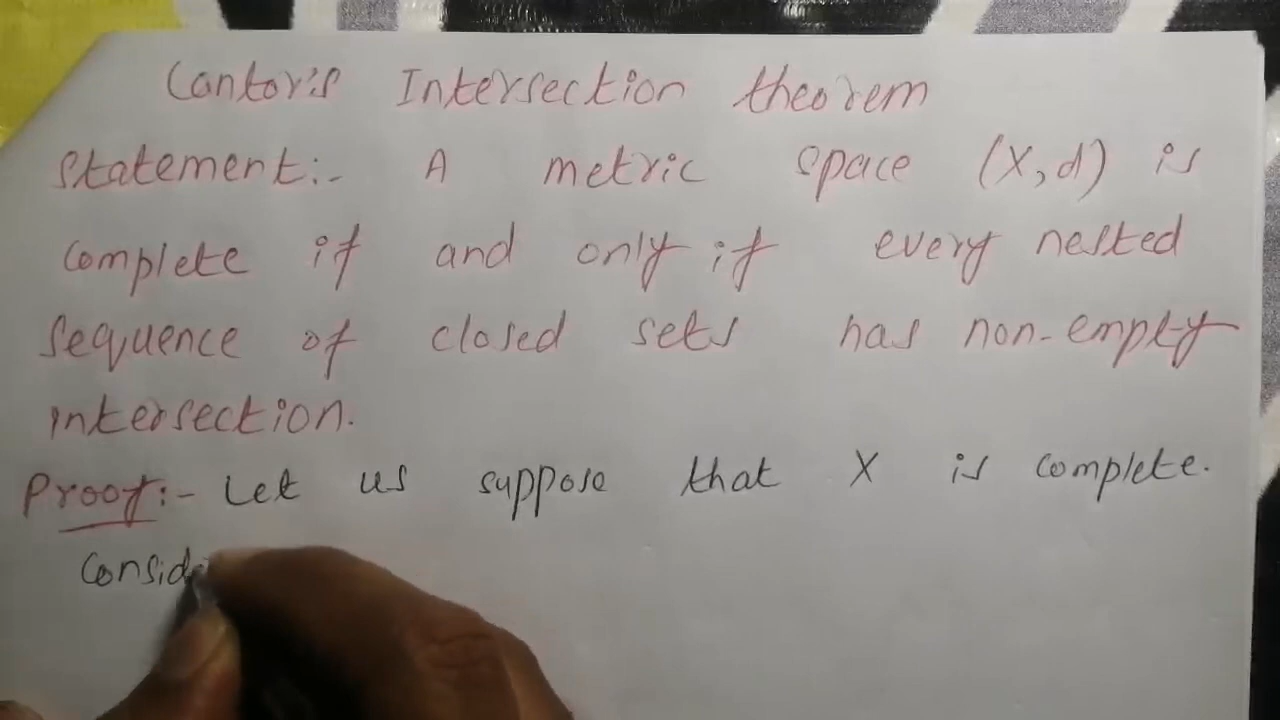 Cantor's Intersection theorem
Statement:- A metric space (X,d) is
complete if and only if every nested
sequence of closed sets has non-empty
intersection.
Proof:- Let us suppose that X is complete.
Conside